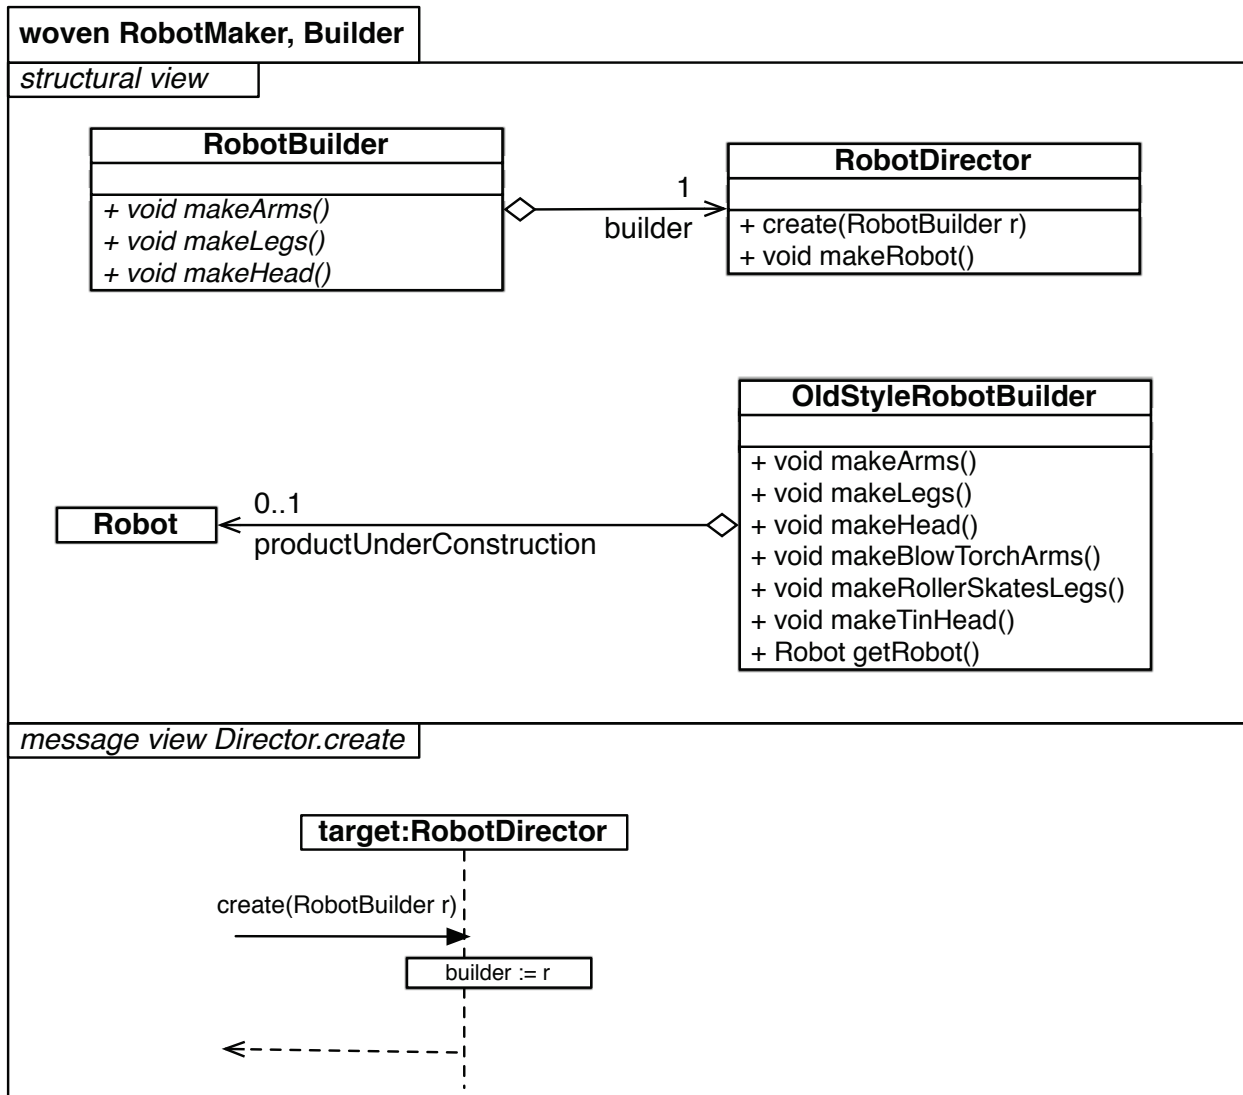 woven RobotMaker, Builder
structural view
RobotBuilder
+ void makeArms()
+ void makeLegs()
+ void makeHead()
1
builder
RobotDirector
+ create(RobotBuilder r)
+ void makeRobot()
Robot
0..1
productUnderConstruction
OldStyleRobotBuilder
+ void makeArms()
+ void makeLegs()
+ void makeHead()
+ void makeBlowTorchArms()
+ void makeRollerSkatesLegs()
+ void makeTinHead()
+ Robot getRobot()
message view Director.create
target:RobotDirector
create(RobotBuilder r)
builder := r